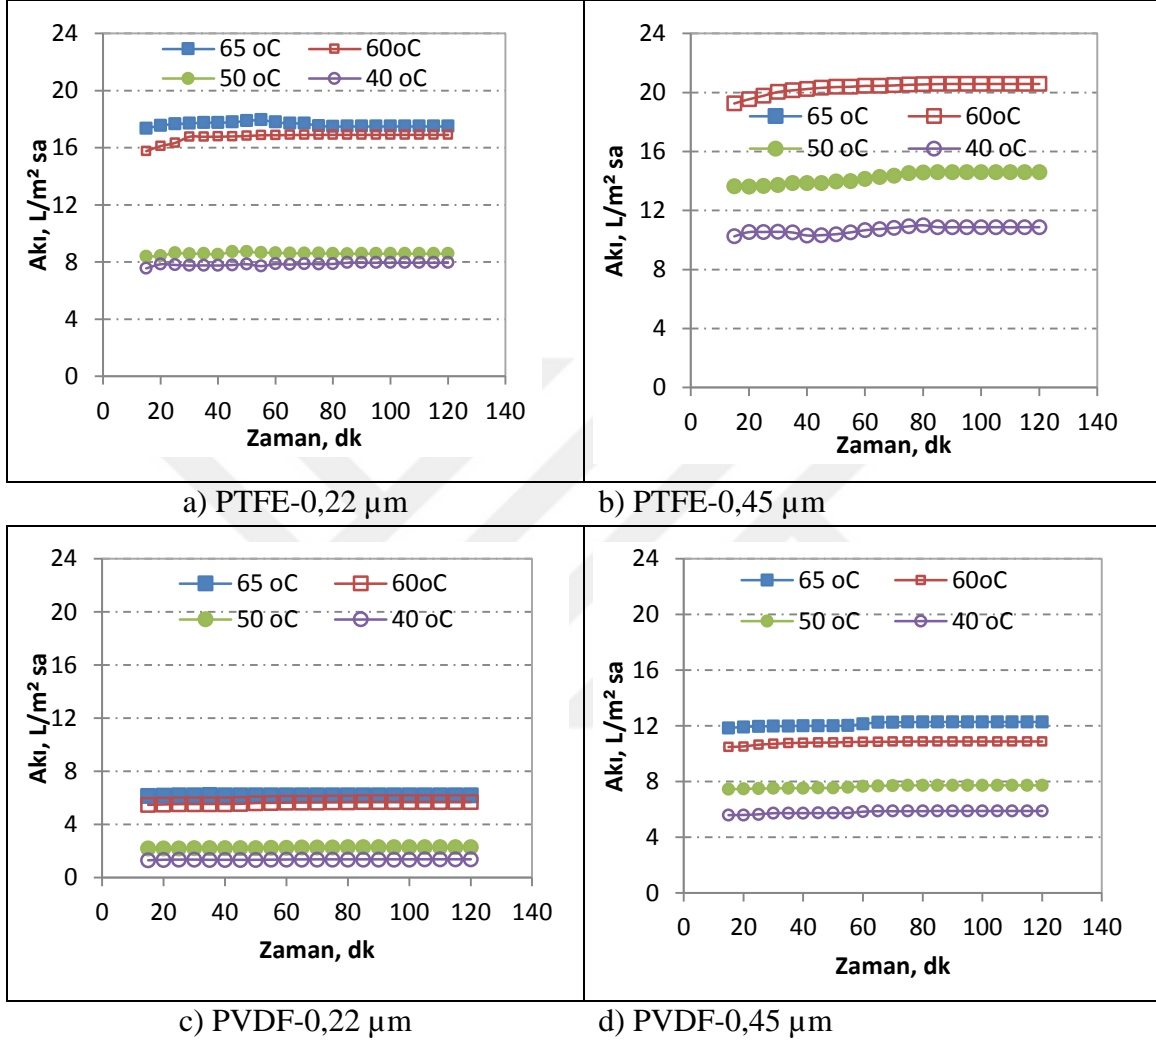 24
20
16
12
8
4
0
Akı, L/m² sa
65 oC
60oC
50 oC
40 oC
0 20 40 60 80 100 120 140
Zaman, dk
a) PTFE-0,22 µm
24
20
16
12
8
4
0
Akı, L/m² sa
65 oC
60oC
50 oC
40 oC
0 20 40 60 80 100 120 140
Zaman, dk
b) PTFE-0,45 µm
24
20
16
12
8
4
0
Akı, L/m² sa
65 oC
60oC
50 oC
40 oC
0 20 40 60 80 100 120 140
Zaman, dk
c) PVDF-0,22 µm
24
20
16
12
8
4
0
Akı, L/m² sa
65 oC
60oC
50 oC
40 oC
0 20 40 60 80 100 120 140
Zaman, dk
d) PVDF-0,45 µm